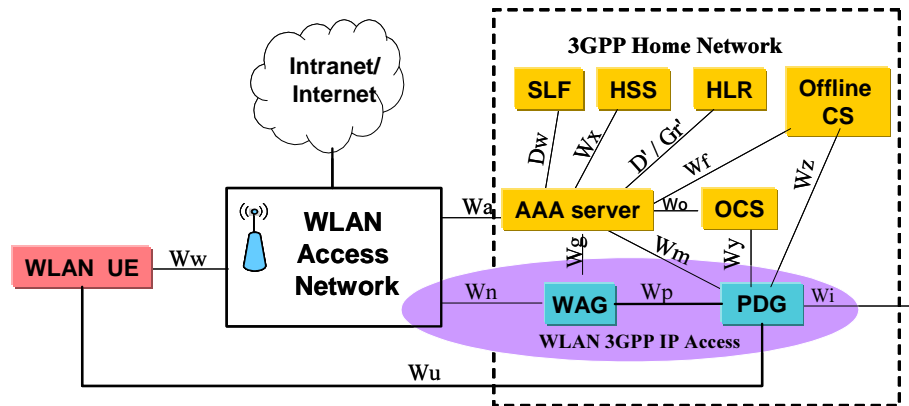 3GPP Home Network
Intranet/
Internet
SLF
HSS
HLR
Offline
CS
Dw
Wx
D' / Gr'
Wf
Wz
Wa
AAA server
Wo
OCS
WLAN
Access
Network
WLAN UE
Ww
Wg
Wm
Wy
Wn
WAG
Wp
PDG
Wi
WLAN 3GPP IP Access
Wu